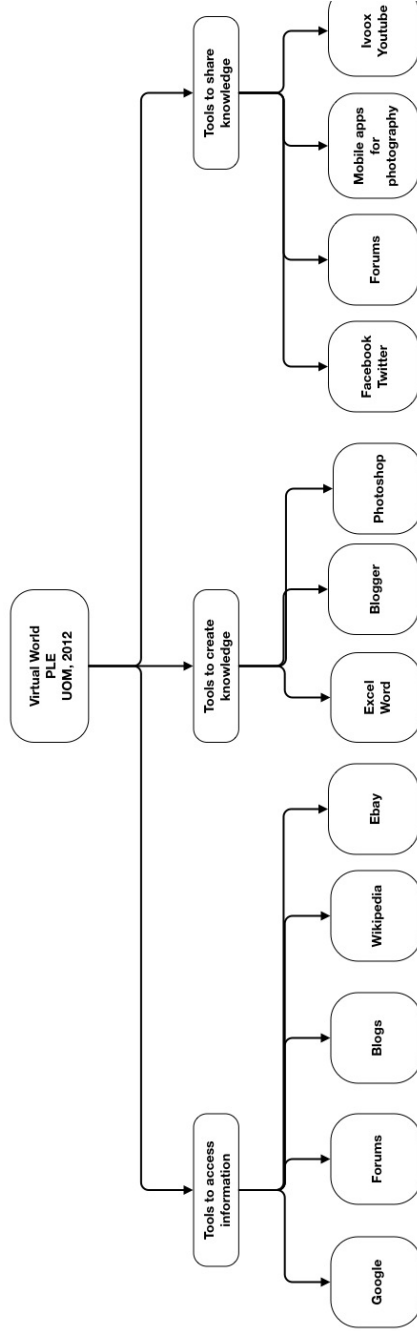 Virtual World
PLE
UOM, 2012
Tools to access
information
Tools to create
knowledge
Tools to share
knowledge
Google
Forums
Blogs
Wikipedia
Ebay
Excel
Word
Blogger
Photoshop
Facebook
Twitter
Forums
Mobile apps
for
photography
Ivoox
Youtube